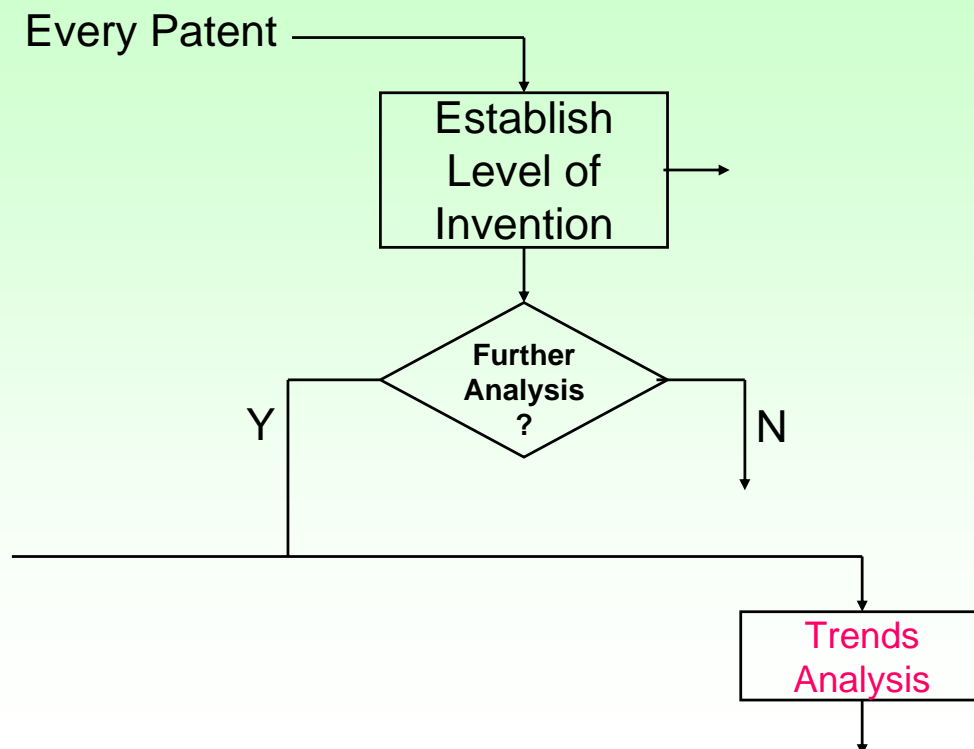 Every Patent
Establish
Level of
Invention
Further
Analysis
?
Y
N
Trends
Analysis